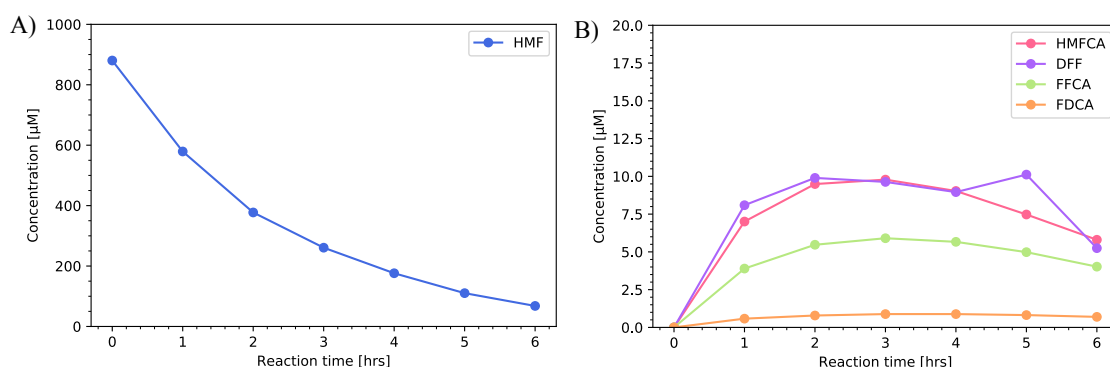 A)
HMF
Concentration [µM]
1000
800
600
400
200
0
0 1 2 3 4 5 6
Reaction time [hrs]
B)
HMFCA
DFF
FFCA
FDCA
Concentration [µM]
20.0
17.5
15.0
12.5
10.0
7.5
5.0
2.5
0.0
0 1 2 3 4 5 6
Reaction time [hrs]